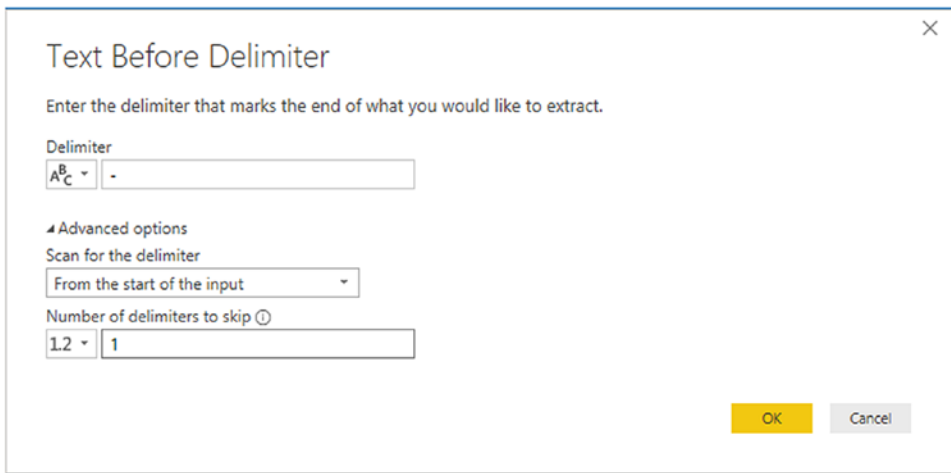 Text Before Delimiter
Enter the delimiter that marks the end of what you would like to extract.
Delimiter
ABC -
Advanced options
Scan for the delimiter
From the start of the input
Number of delimiters to skip
1.2 1
OK Cancel